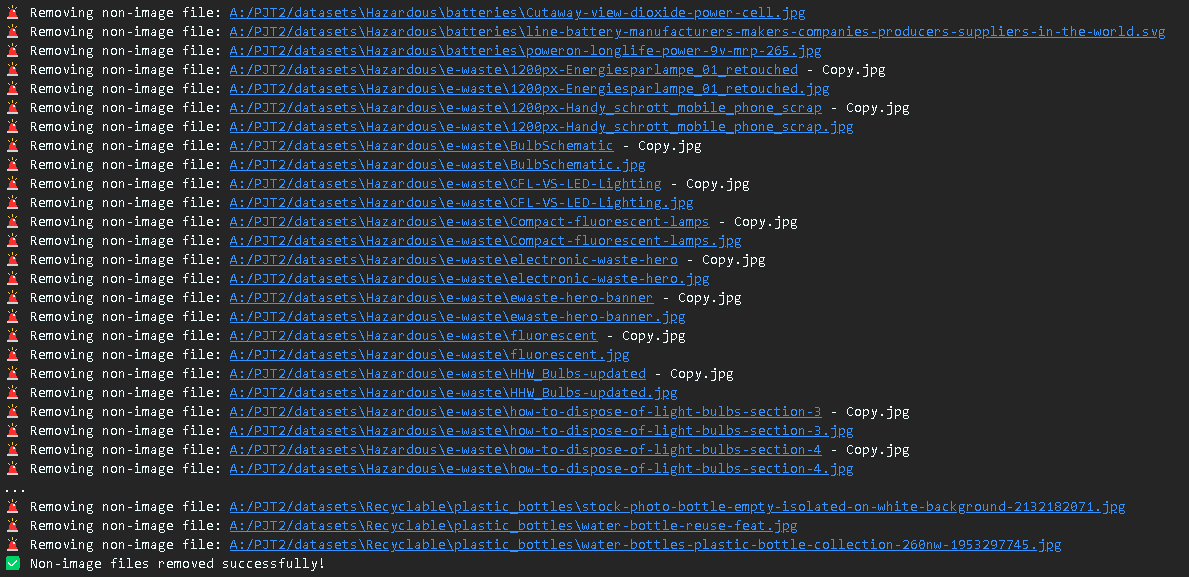 🚨 Removing non-image file: A:/PJT2/datasets\Hazardous\batteries\Cutaway-view-dioxide-power-cell.jpg
🚨 Removing non-image file: A:/PJT2/datasets\Hazardous\batteries\line-battery-manufacturers-makers-companies-producers-suppliers-in-the-world.svg
🚨 Removing non-image file: A:/PJT2/datasets\Hazardous\batteries\poweron-longlife-power-9v-mrp-265.jpg
🚨 Removing non-image file: A:/PJT2/datasets\Hazardous\e-waste\1200px-Energiesparlampe_01_retouched - Copy.jpg
🚨 Removing non-image file: A:/PJT2/datasets\Hazardous\e-waste\1200px-Energiesparlampe_01_retouched.jpg
🚨 Removing non-image file: A:/PJT2/datasets\Hazardous\e-waste\1200px-Handy_schrott_mobile_phone_scrap - Copy.jpg
🚨 Removing non-image file: A:/PJT2/datasets\Hazardous\e-waste\1200px-Handy_schrott_mobile_phone_scrap.jpg
🚨 Removing non-image file: A:/PJT2/datasets\Hazardous\e-waste\BulbSchematic - Copy.jpg
🚨 Removing non-image file: A:/PJT2/datasets\Hazardous\e-waste\BulbSchematic.jpg
🚨 Removing non-image file: A:/PJT2/datasets\Hazardous\e-waste\CFL-VS-LED-Lighting - Copy.jpg
🚨 Removing non-image file: A:/PJT2/datasets\Hazardous\e-waste\CFL-VS-LED-Lighting.jpg
🚨 Removing non-image file: A:/PJT2/datasets\Hazardous\e-waste\Compact-fluorescent-lamps - Copy.jpg
🚨 Removing non-image file: A:/PJT2/datasets\Hazardous\e-waste\Compact-fluorescent-lamps.jpg
🚨 Removing non-image file: A:/PJT2/datasets\Hazardous\e-waste\electronic-waste-hero - Copy.jpg
🚨 Removing non-image file: A:/PJT2/datasets\Hazardous\e-waste\electronic-waste-hero.jpg
🚨 Removing non-image file: A:/PJT2/datasets\Hazardous\e-waste\ewaste-hero-banner - Copy.jpg
🚨 Removing non-image file: A:/PJT2/datasets\Hazardous\e-waste\ewaste-hero-banner.jpg
🚨 Removing non-image file: A:/PJT2/datasets\Hazardous\e-waste\fluorescent - Copy.jpg
🚨 Removing non-image file: A:/PJT2/datasets\Hazardous\e-waste\fluorescent.jpg
🚨 Removing non-image file: A:/PJT2/datasets\Hazardous\e-waste\HHW_Bulbs-updated - Copy.jpg
🚨 Removing non-image file: A:/PJT2/datasets\Hazardous\e-waste\HHW_Bulbs-updated.jpg
🚨 Removing non-image file: A:/PJT2/datasets\Hazardous\e-waste\how-to-dispose-of-light-bulbs-section-3 - Copy.jpg
🚨 Removing non-image file: A:/PJT2/datasets\Hazardous\e-waste\how-to-dispose-of-light-bulbs-section-3.jpg
🚨 Removing non-image file: A:/PJT2/datasets\Hazardous\e-waste\how-to-dispose-of-light-bulbs-section-4 - Copy.jpg
🚨 Removing non-image file: A:/PJT2/datasets\Hazardous\e-waste\how-to-dispose-of-light-bulbs-section-4.jpg
...
🚨 Removing non-image file: A:/PJT2/datasets\Recyclable\plastic_bottles\stock-photo-bottle-empty-isolated-on-white-background-2132182071.jpg
🚨 Removing non-image file: A:/PJT2/datasets\Recyclable\plastic_bottles\water-bottle-reuse-feat.jpg
🚨 Removing non-image file: A:/PJT2/datasets\Recyclable\plastic_bottles\water-bottles-plastic-bottle-collection-260nw-1953297745.jpg
✅ Non-image files removed successfully!